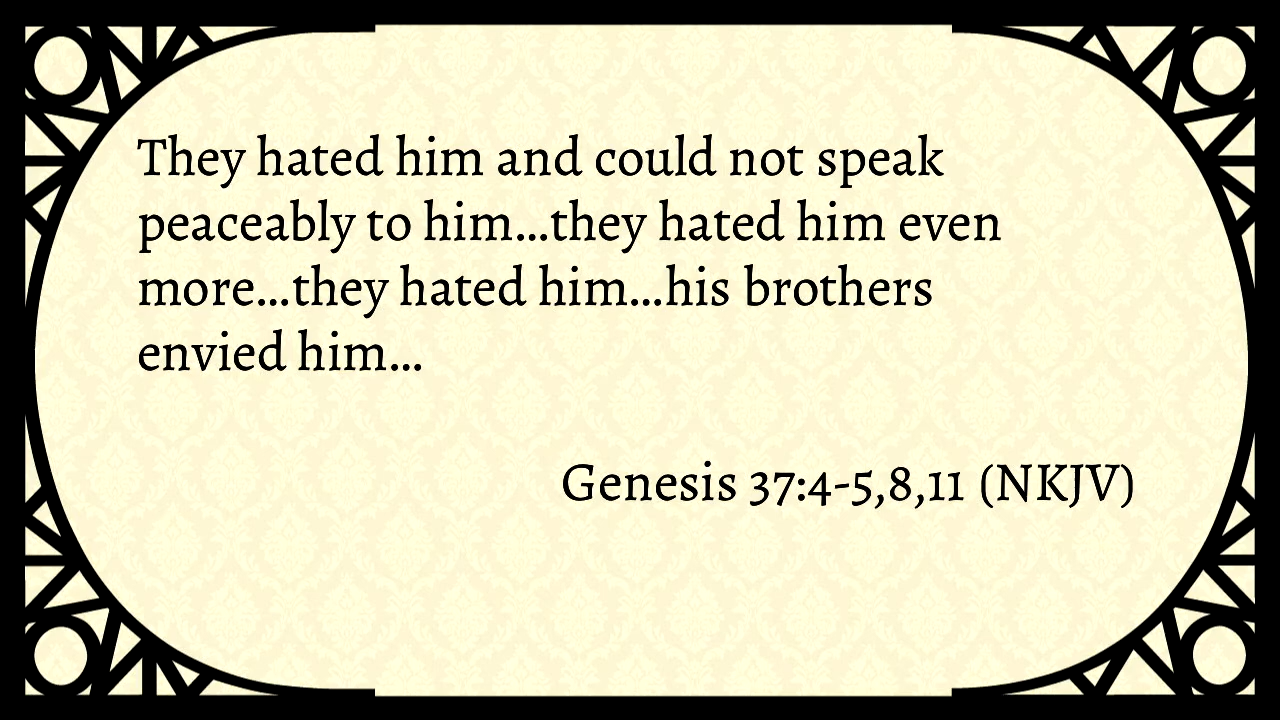 They hated him and could not speak
peaceably to him...they hated him even
more...they hated him...his brothers
envied him...
Genesis 37:4-5,8,11 (NKJV)